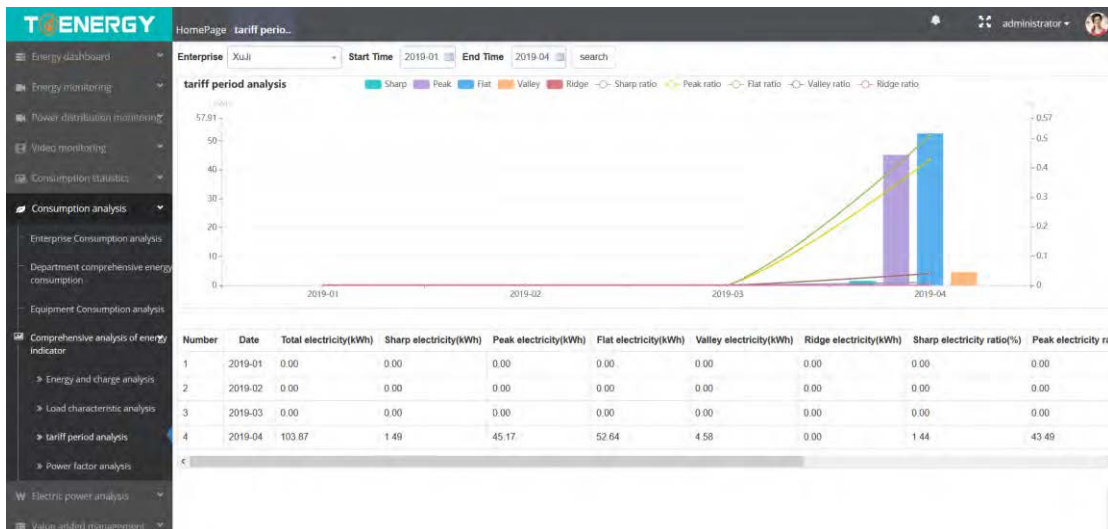 TOENERGY
HomePage tariff perio..
administrator
Energy dashboard
Energy monitoring
Power distribution monitoring
Video monitoring
Consumption statistics
Consumption analysis
Enterprise Consumption analysis
Department comprehensive energy
consumption
Equipment Consumption analysis
Comprehensive analysis of energy
indicator
» Energy and charge analysis
» Load characteristic analysis
» tariff period analysis
» Power factor analysis
Electric power analysis
Value added management
Enterprise XuJi Start Time 2019-01 End Time 2019-04 search
tariff period analysis Sharp Peak Flat Valley Ridge Sharp ratio Peak ratio Flat ratio Valley ratio Ridge ratio
57.91 0.57
50 0.5
40 0.4
30 0.3
20 0.2
10 0.1
0 0
2019-01 2019-02 2019-03 2019-04
Number Date Total electricity(kWh) Sharp electricity(kWh) Peak electricity(kWh) Flat electricity(kWh) Valley electricity(kWh) Ridge electricity(kWh) Sharp electricity ratio(%) Peak electricity ra
1 2019-01 0.00 0.00 0.00 0.00 0.00 0.00 0.00 0.00
2 2019-02 0.00 0.00 0.00 0.00 0.00 0.00 0.00 0.00
3 2019-03 0.00 0.00 0.00 0.00 0.00 0.00 0.00 0.00
4 2019-04 103.87 1.49 45.17 52.64 4.58 0.00 1.44 43.49